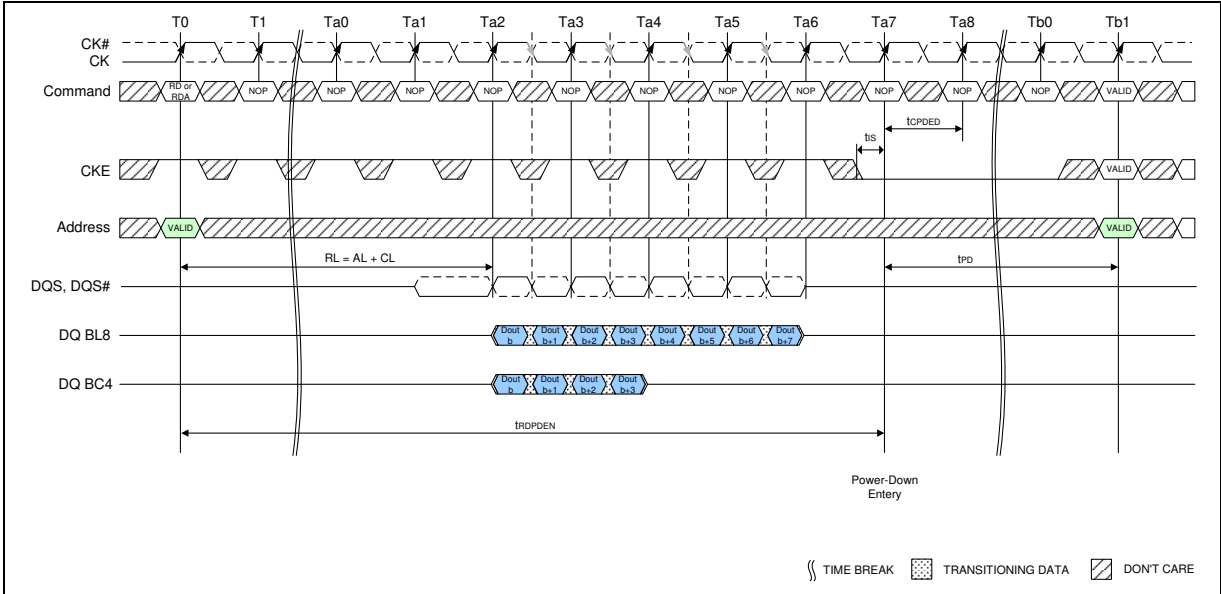 T0 T1 Ta0 Ta1 Ta2 Ta3 Ta4 Ta5 Ta6 Ta7 Ta8 Tb0 Tb1
CK#
CK
Command RD or RDA NOP NOP NOP NOP NOP NOP NOP NOP NOP NOP NOP VALID
tCPDED
tIS
CKE VALID
Address VALID VALID
RL = AL + CL tPD
DQS, DQS#
DQ BL8 Dout b Dout b+1 Dout b+2 Dout b+3 Dout b+4 Dout b+5 Dout b+6 Dout b+7
DQ BC4 Dout b Dout b+1 Dout b+2 Dout b+3
tRDPDEN
Power-Down
Entery
TIME BREAK TRANSITIONING DATA DON'T CARE